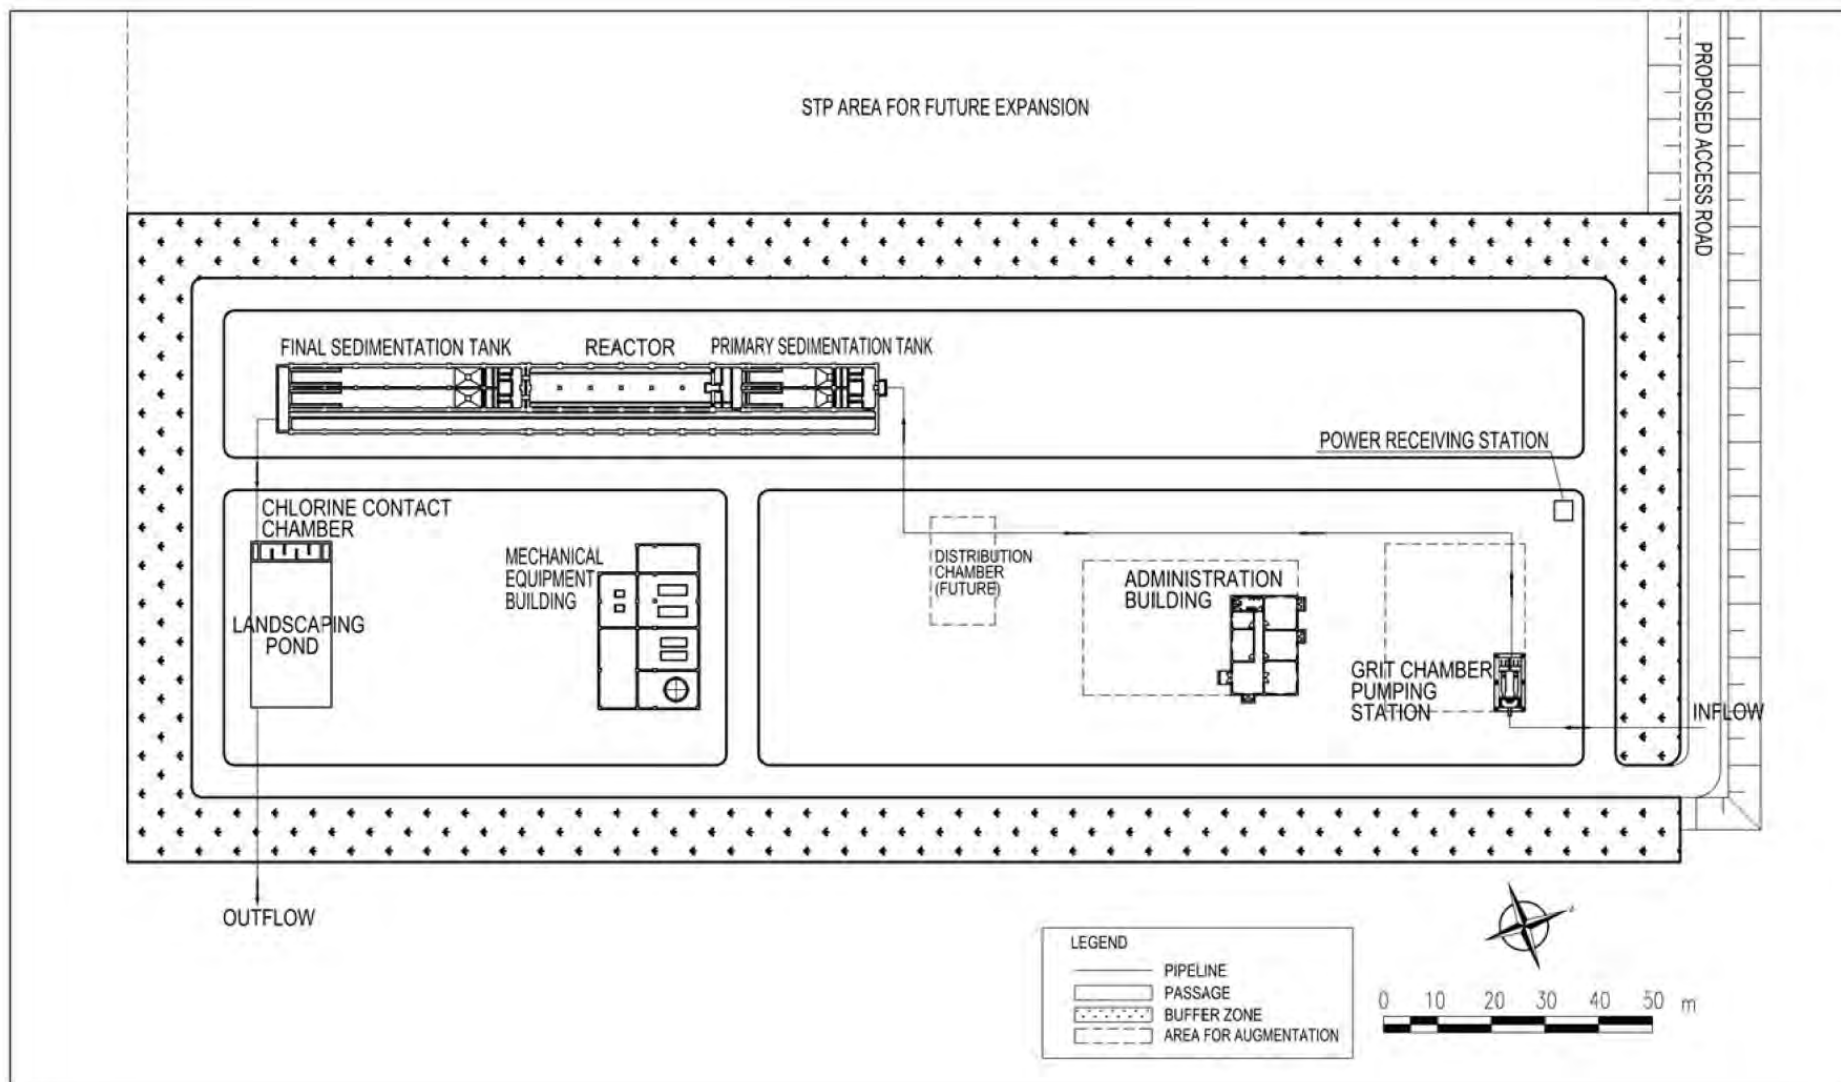 STP AREA FOR FUTURE EXPANSION
PROPOSED ACCESS ROAD
FINAL SEDIMENTATION TANK
REACTOR
PRIMARY SEDIMENTATION TANK
POWER RECEIVING STATION
CHLORINE CONTACT
CHAMBER
MECHANICAL
EQUIPMENT
BUILDING
DISTRIBUTION
CHAMBER
(FUTURE)
ADMINISTRATION
BUILDING
LANDSCAPING
POND
GRIT CHAMBER
PUMPING
STATION
INFLOW
OUTFLOW
LEGEND
PIPELINE
PASSAGE
BUFFER ZONE
AREA FOR AUGMENTATION
0 10 20 30 40 50 m